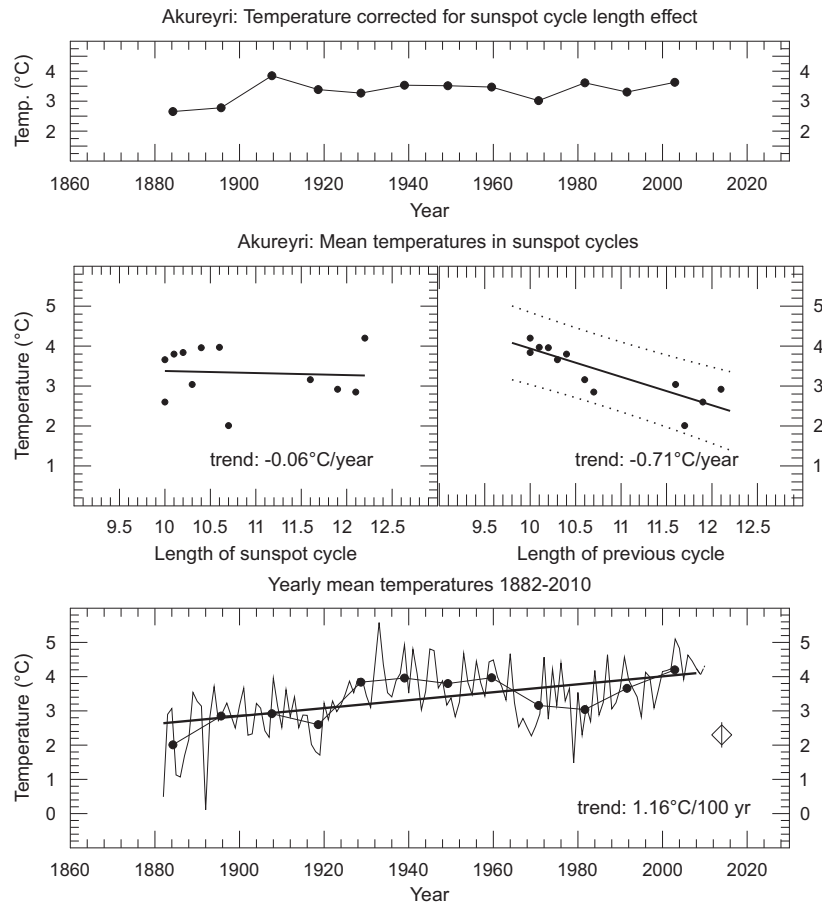 Akureyri: Temperature corrected for sunspot cycle length effect
Temp. (°C)
4 4
3 3
2 2
1860 1880 1900 1920 1940 1960 1980 2000 2020
Year
Akureyri: Mean temperatures in sunspot cycles
Temperature (°C)
5 5
4 4
3 3
2 2
1 1
trend: -0.06°C/year trend: -0.71°C/year
9.5 10 10.5 11 11.5 12 12.5 9.5 10 10.5 11 11.5 12 12.5
Length of sunspot cycle Length of previous cycle
Yearly mean temperatures 1882-2010
Temperature (°C)
5 5
4 4
3 3
2 2
1 1
0 0
trend: 1.16°C/100 yr
1860 1880 1900 1920 1940 1960 1980 2000 2020
Year